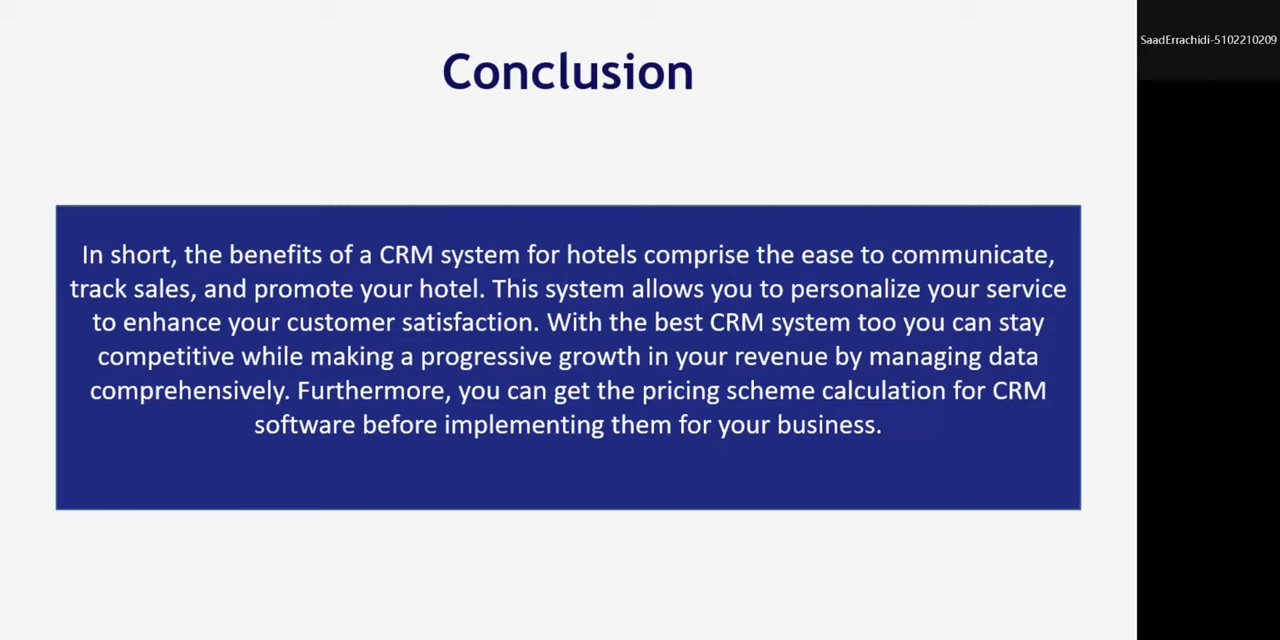 Conclusion
SaadErrachidi-5102210209
In short, the benefits of a CRM system for hotels comprise the ease to communicate,
track sales, and promote your hotel. This system allows you to personalize your service
to enhance your customer satisfaction. With the best CRM system too you can stay
competitive while making a progressive growth in your revenue by managing data
comprehensively. Furthermore, you can get the pricing scheme calculation for CRM
software before implementing them for your business.